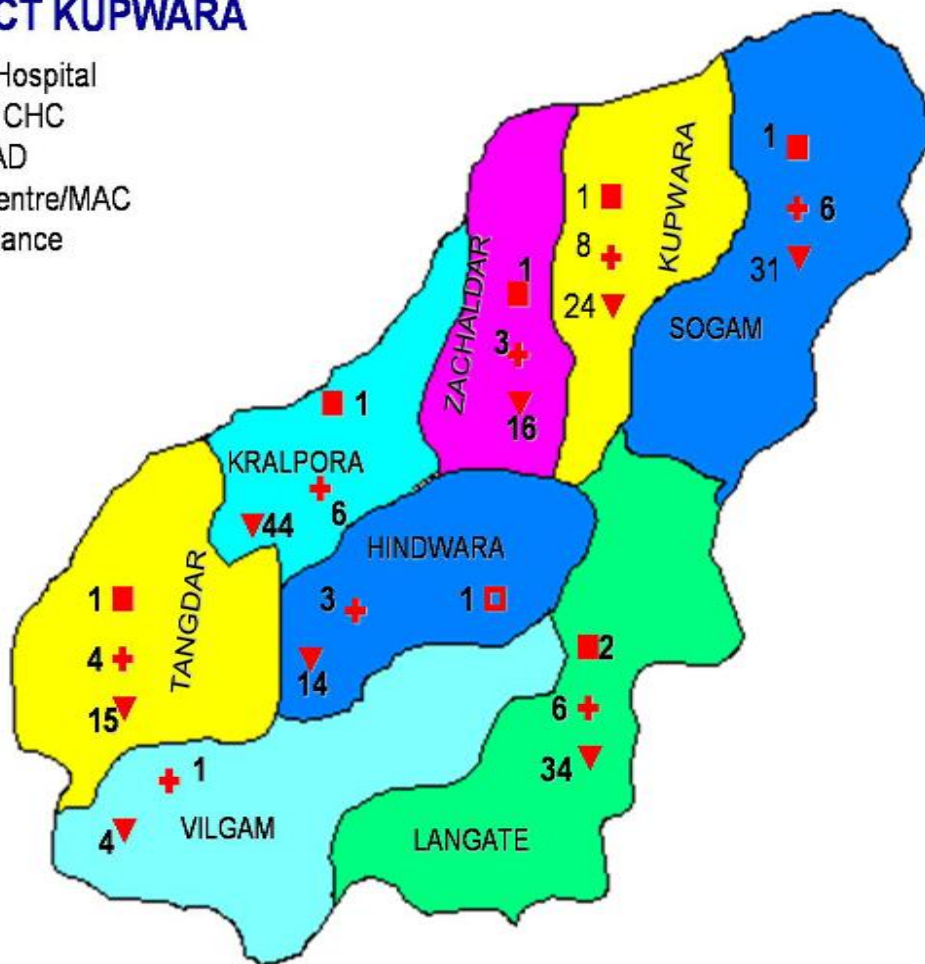 CT KUPWARA
Hospital
CHC
AD
entre/MAC
ance
1
6
31
SOGAM
1
8
24
KUPWARA
1
3
16
ZACHALDAR
1
KRALPORA
6
44
HINDWARA
3
1
14
1
4
15
TANGDAR
2
6
34
LANGATE
1
4
VILGAM